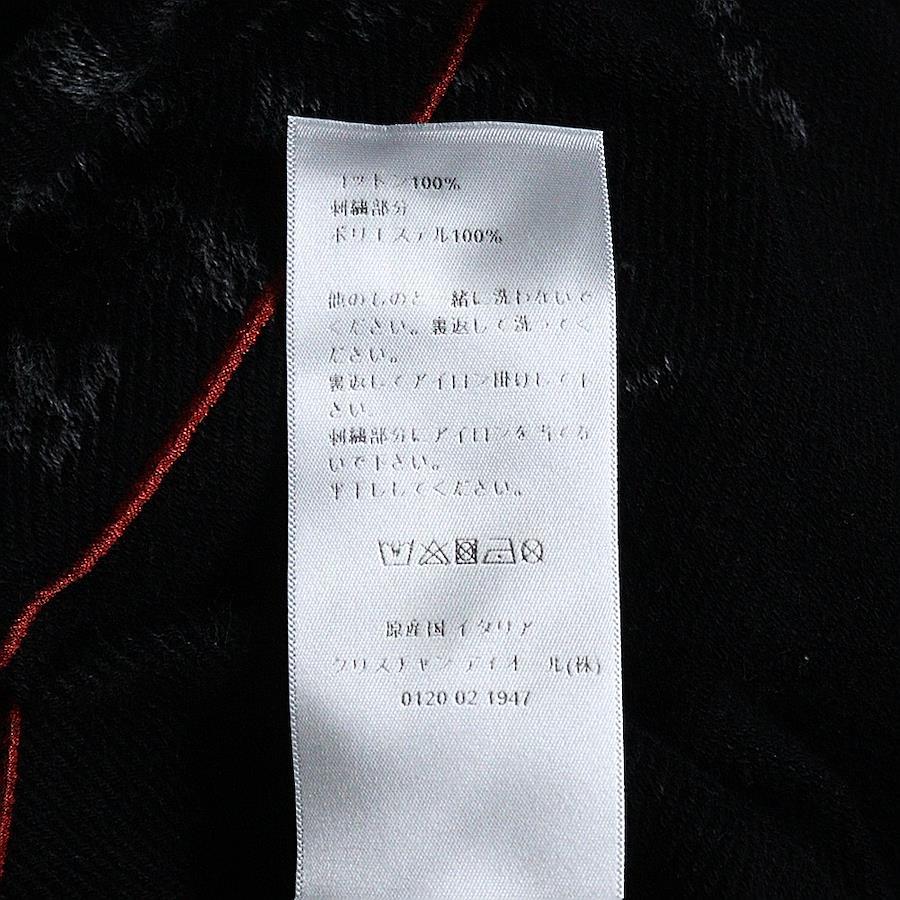 コットン100%
刺繍部分
ポリエステル100%
他のものと一緒に洗わないで
ください。裏返して洗ってく
ださい。
裏返してアイロン掛けして下
さい。
刺繍部分にアイロンを当てな
いで下さい。
平干ししてください。
原産国 イタリア
クリスチャン ディオール(株)
0120 02 1947